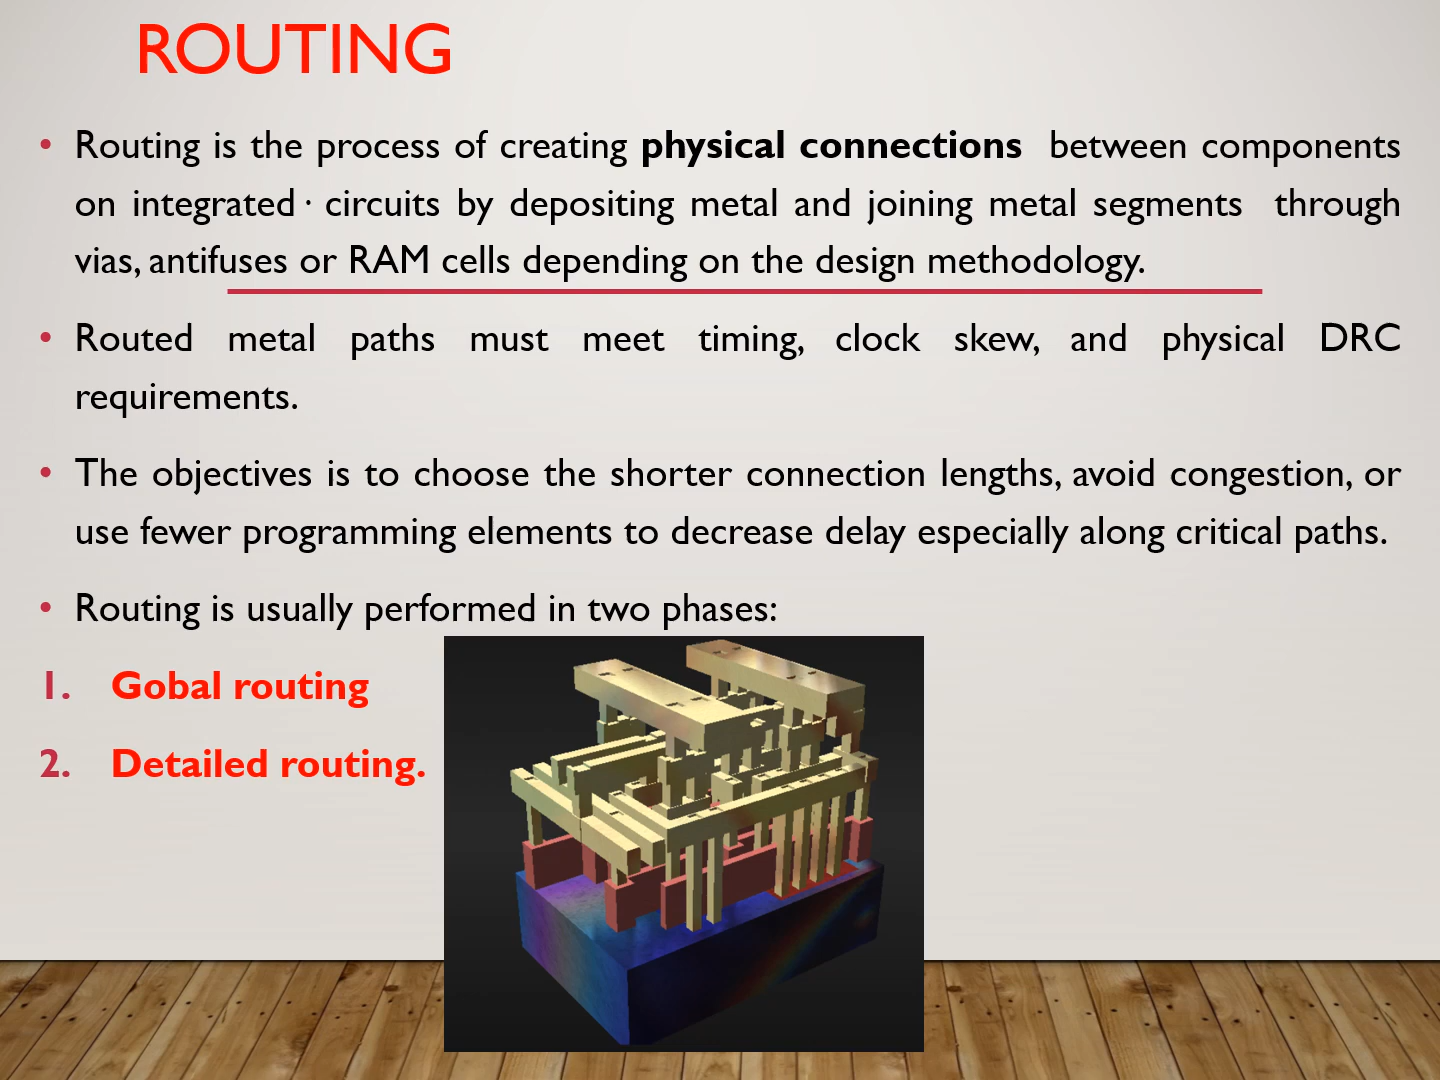 ROUTING
• Routing is the process of creating physical connections between components
on integrated · circuits by depositing metal and joining metal segments through
vias, antifuses or RAM cells depending on the design methodology.
• Routed metal paths must meet timing, clock skew, and physical DRC
requirements.
• The objectives is to choose the shorter connection lengths, avoid congestion, or
use fewer programming elements to decrease delay especially along critical paths.
• Routing is usually performed in two phases:
1. Gobal routing
2. Detailed routing.